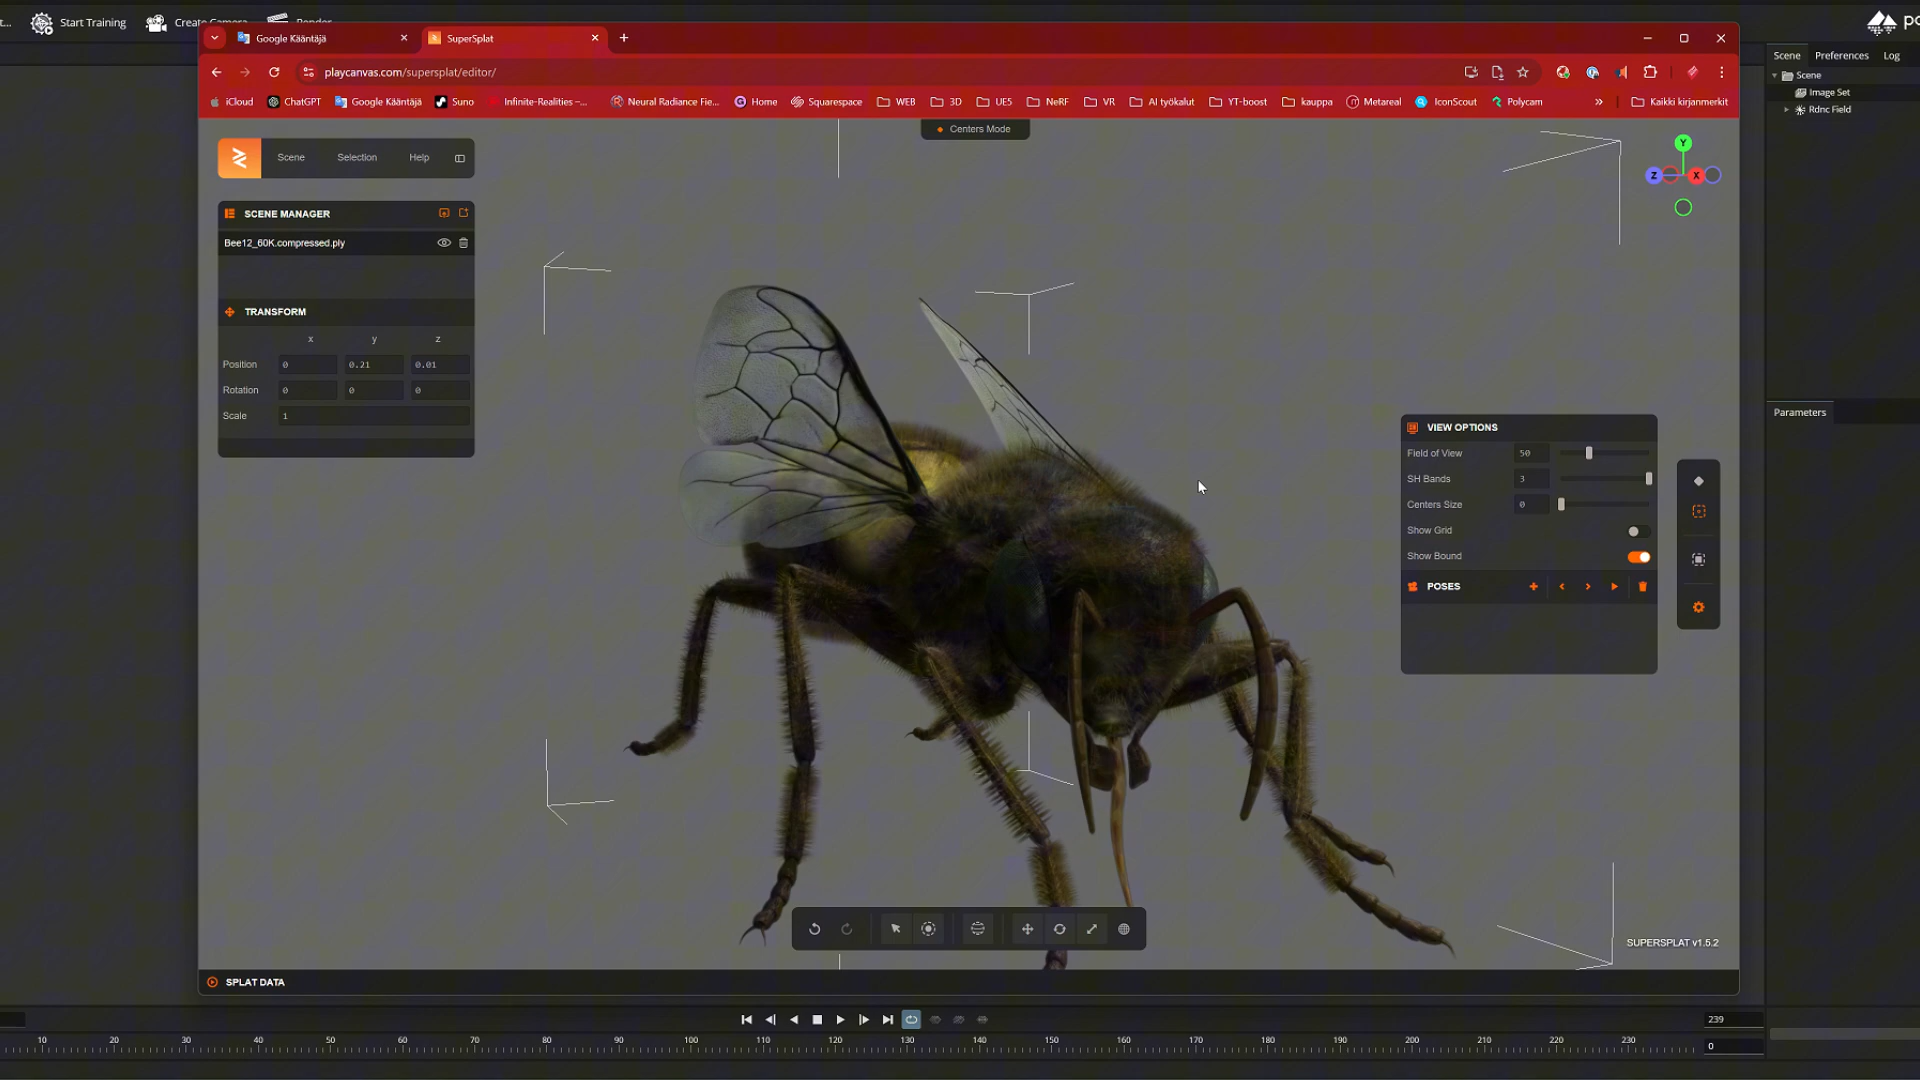 t...
Start Training
Create Camera
Render
Google Kääntäjä
SuperSplat
playcanvas.com/supersplat/editor/
iCloud
ChatGPT
Google Kääntäjä
Suno
Infinite-Realities –...
Neural Radiance Fie...
Home
Squarespace
WEB
3D
UE5
NeRF
VR
AI työkalut
YT-boost
kauppa
Metareal
IconScout
Polycam
»
Kaikki kirjanmerkit
Scene
Preferences
Log
Scene
Image Set
Rdnc Field
Parameters
Centers Mode
Scene
Selection
Help
SCENE MANAGER
Bee12_60K.compressed.ply
TRANSFORM
x y z
Position 0 0.21 0.01
Rotation 0 0 0
Scale 1
Y
Z X
VIEW OPTIONS
Field of View 50
SH Bands 3
Centers Size 0
Show Grid
Show Bound
POSES
SUPERSPLAT v1.5.2
SPLAT DATA
239
10 20 30 40 50 60 70 80 90 100 110 120 130 140 150 160 170 180 190 200 210 220 230
0